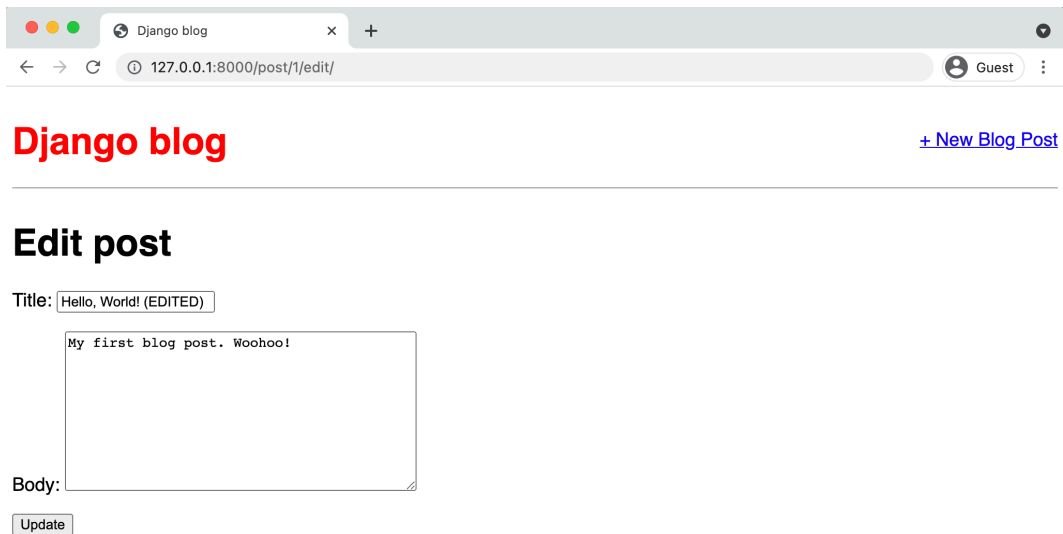 Django blog
127.0.0.1:8000/post/1/edit/
Guest
Django blog
+ New Blog Post
Edit post
Title: Hello, World! (EDITED)
My first blog post. Woohoo!
Body:
Update